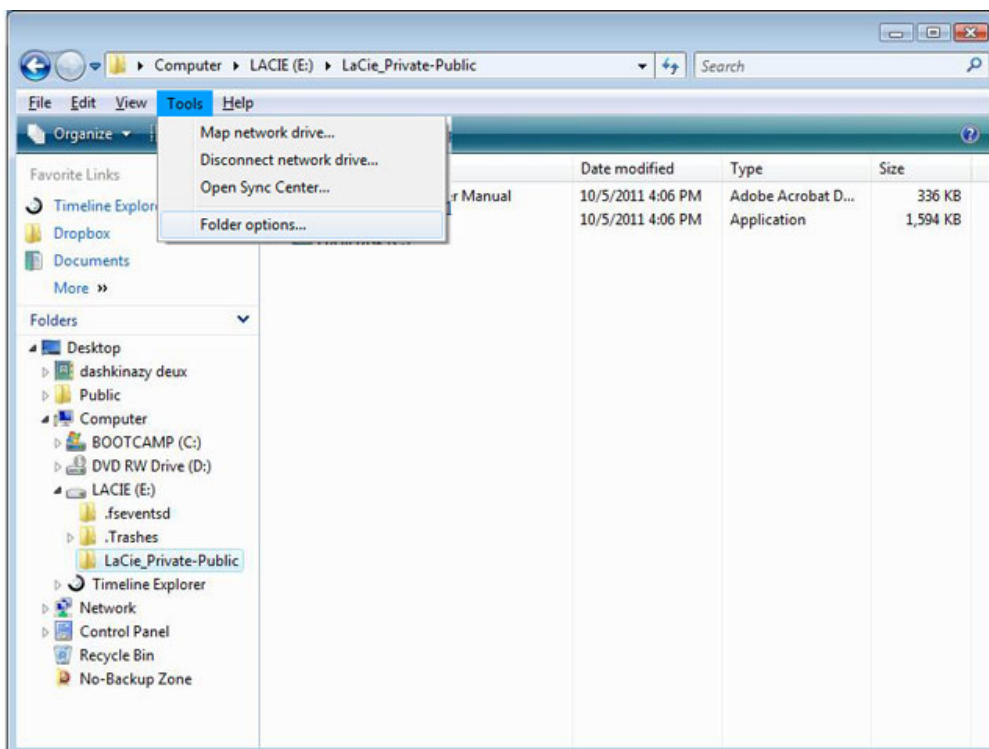 Computer LACIE (E:) LaCie_Private-Public Search
File Edit View Tools Help
Organize
Map network drive...
Disconnect network drive...
Open Sync Center...
Folder options...
Date modified Type Size
r Manual 10/5/2011 4:06 PM Adobe Acrobat D... 336 KB
10/5/2011 4:06 PM Application 1,594 KB
Favorite Links
Timeline Explor
Dropbox
Documents
More »
Folders
Desktop
dashkinazy deux
Public
Computer
BOOTCAMP (C:)
DVD RW Drive (D:)
LACIE (E:)
.fseventsd
.Trashes
LaCie_Private-Public
Timeline Explorer
Network
Control Panel
Recycle Bin
No-Backup Zone